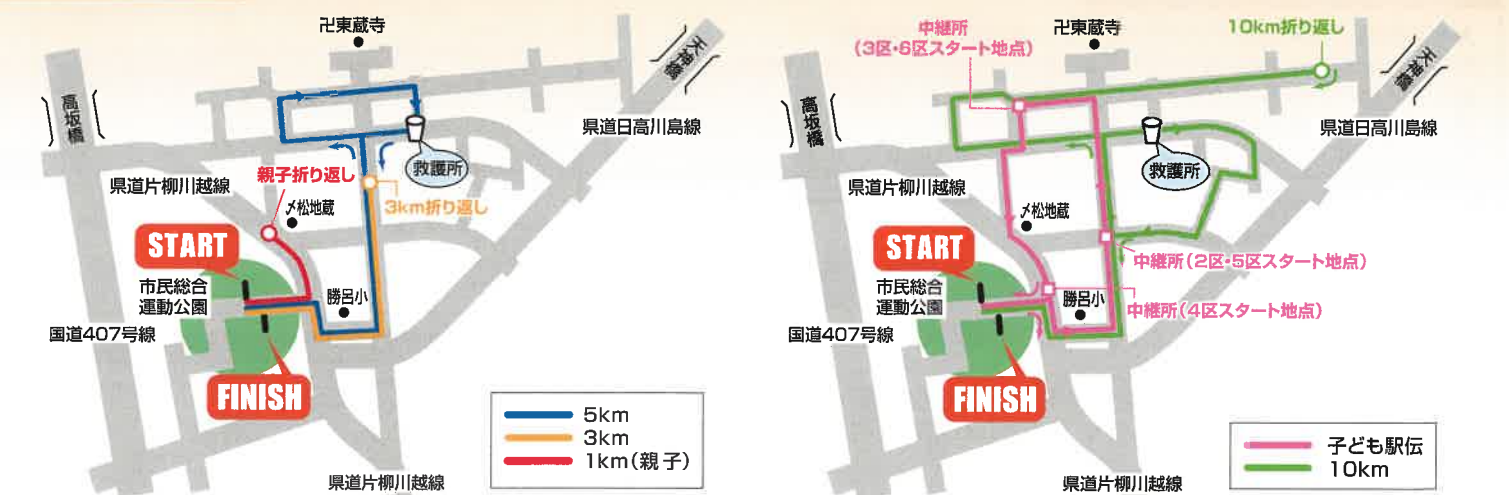 卍東蔵寺
天神橋
高坂橋
県道日高川島線
救護所
県道片柳川越線
親子折り返し
〆松地蔵
3km折り返し
START
市民総合
運動公園
勝呂小
国道407号線
FINISH
5km
3km
1km(親子)
県道片柳川越線
中継所
(3区・6区スタート地点)
卍東蔵寺
10km折り返し
天神橋
高坂橋
県道日高川島線
救護所
県道片柳川越線
〆松地蔵
START
中継所(2区・5区スタート地点)
市民総合
運動公園
勝呂小
中継所(4区スタート地点)
国道407号線
FINISH
子ども駅伝
10km
県道片柳川越線